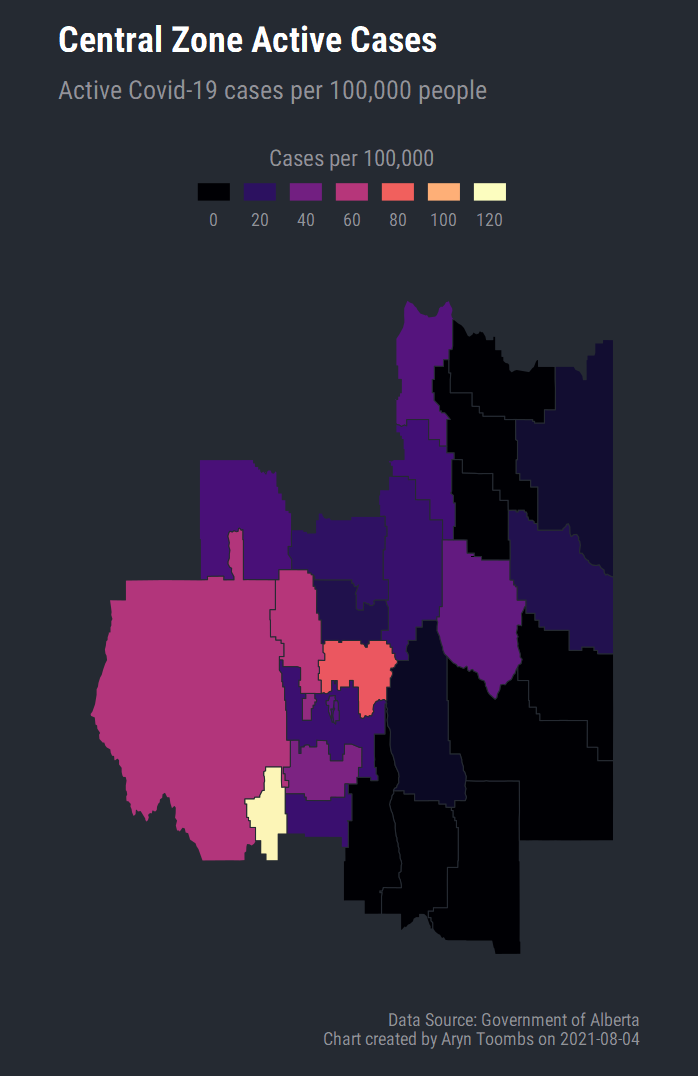 Central Zone Active Cases
Active Covid-19 cases per 100,000 people
Cases per 100,000
0 20 40 60 80 100 120
Data Source: Government of Alberta
Chart created by Aryn Toombs on 2021-08-04